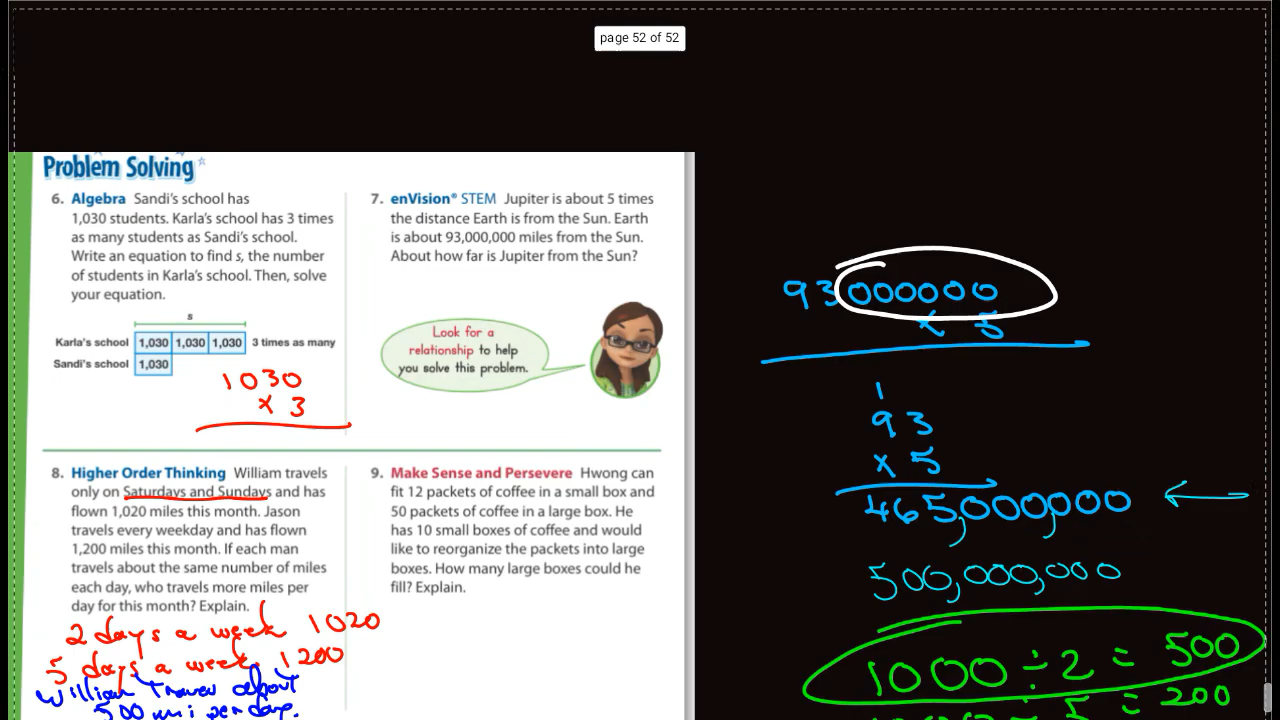 page 52 of 52
Problem Solving
6. Algebra Sandi's school has
1,030 students. Karla's school has 3 times
as many students as Sandi's school.
Write an equation to find s, the number
of students in Karla's school. Then, solve
your equation.
s
Karla's school 1,030 1,030 1,030 3 times as many
Sandi's school 1,030
1030
× 3
7. enVision® STEM Jupiter is about 5 times
the distance Earth is from the Sun. Earth
is about 93,000,000 miles from the Sun.
About how far is Jupiter from the Sun?
Look for a
relationship to help
you solve this problem.
8. Higher Order Thinking William travels
only on Saturdays and Sundays and has
flown 1,020 miles this month. Jason
travels every weekday and has flown
1,200 miles this month. If each man
travels about the same number of miles
each day, who travels more miles per
day for this month? Explain.
2 days a week 1020
5 days a week 1200
William Travel about
500 mi per day.
9. Make Sense and Persevere Hwong can
fit 12 packets of coffee in a small box and
50 packets of coffee in a large box. He
has 10 small boxes of coffee and would
like to reorganize the packets into large
boxes. How many large boxes could he
fill? Explain.
93000000
× 5
1
93
× 5
465,000,000
500,000,000
1000 ÷ 2 = 500
÷ 5 = 200